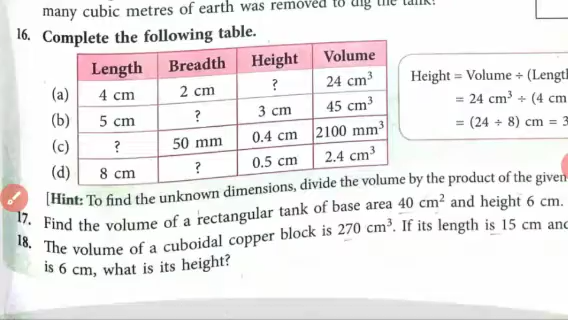 many cubic metres of earth was removed to dig the tank?
16. Complete the following table.
Length Breadth Height Volume
(a) 4 cm 2 cm ? 24 cm³
(b) 5 cm ? 3 cm 45 cm³
(c) ? 50 mm 0.4 cm 2100 mm³
(d) 8 cm ? 0.5 cm 2.4 cm³
Height = Volume ÷ (Lengt
= 24 cm³ ÷ (4 cm
= (24 ÷ 8) cm = 3
[Hint: To find the unknown dimensions, divide the volume by the product of the given
17. Find the volume of a rectangular tank of base area 40 cm² and height 6 cm.
18. The volume of a cuboidal copper block is 270 cm³. If its length is 15 cm and
is 6 cm, what is its height?